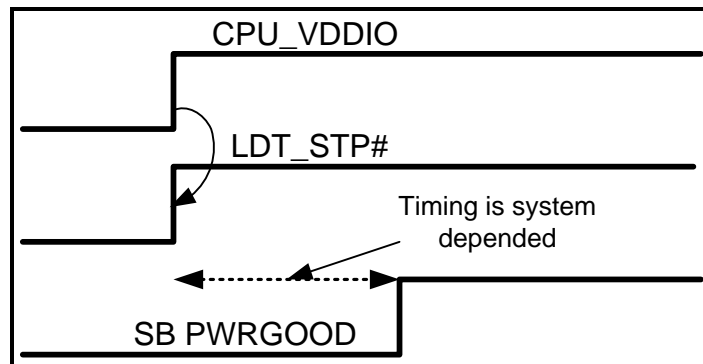 CPU_VDDIO
LDT_STP#
Timing is system
depended
SB PWRGOOD